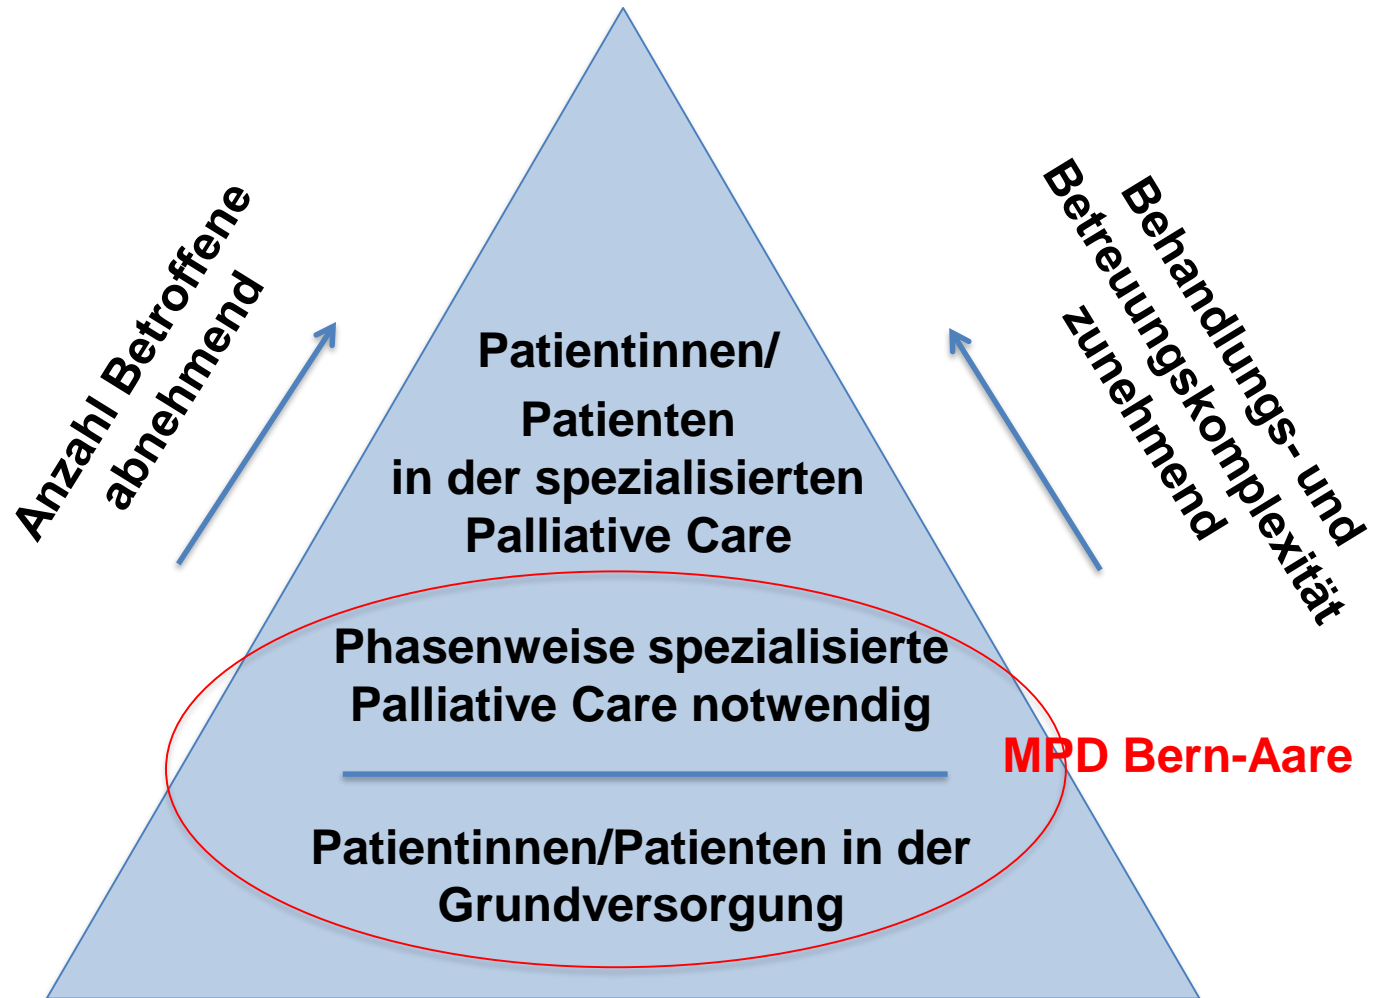 Anzahl Betroffene
abnehmend
Behandlungs- und
Betreuungskomplexität
zunehmend
Patientinnen/
Patienten
in der spezialisierten
Palliative Care
Phasenweise spezialisierte
Palliative Care notwendig
MPD Bern-Aare
Patientinnen/Patienten in der
Grundversorgung